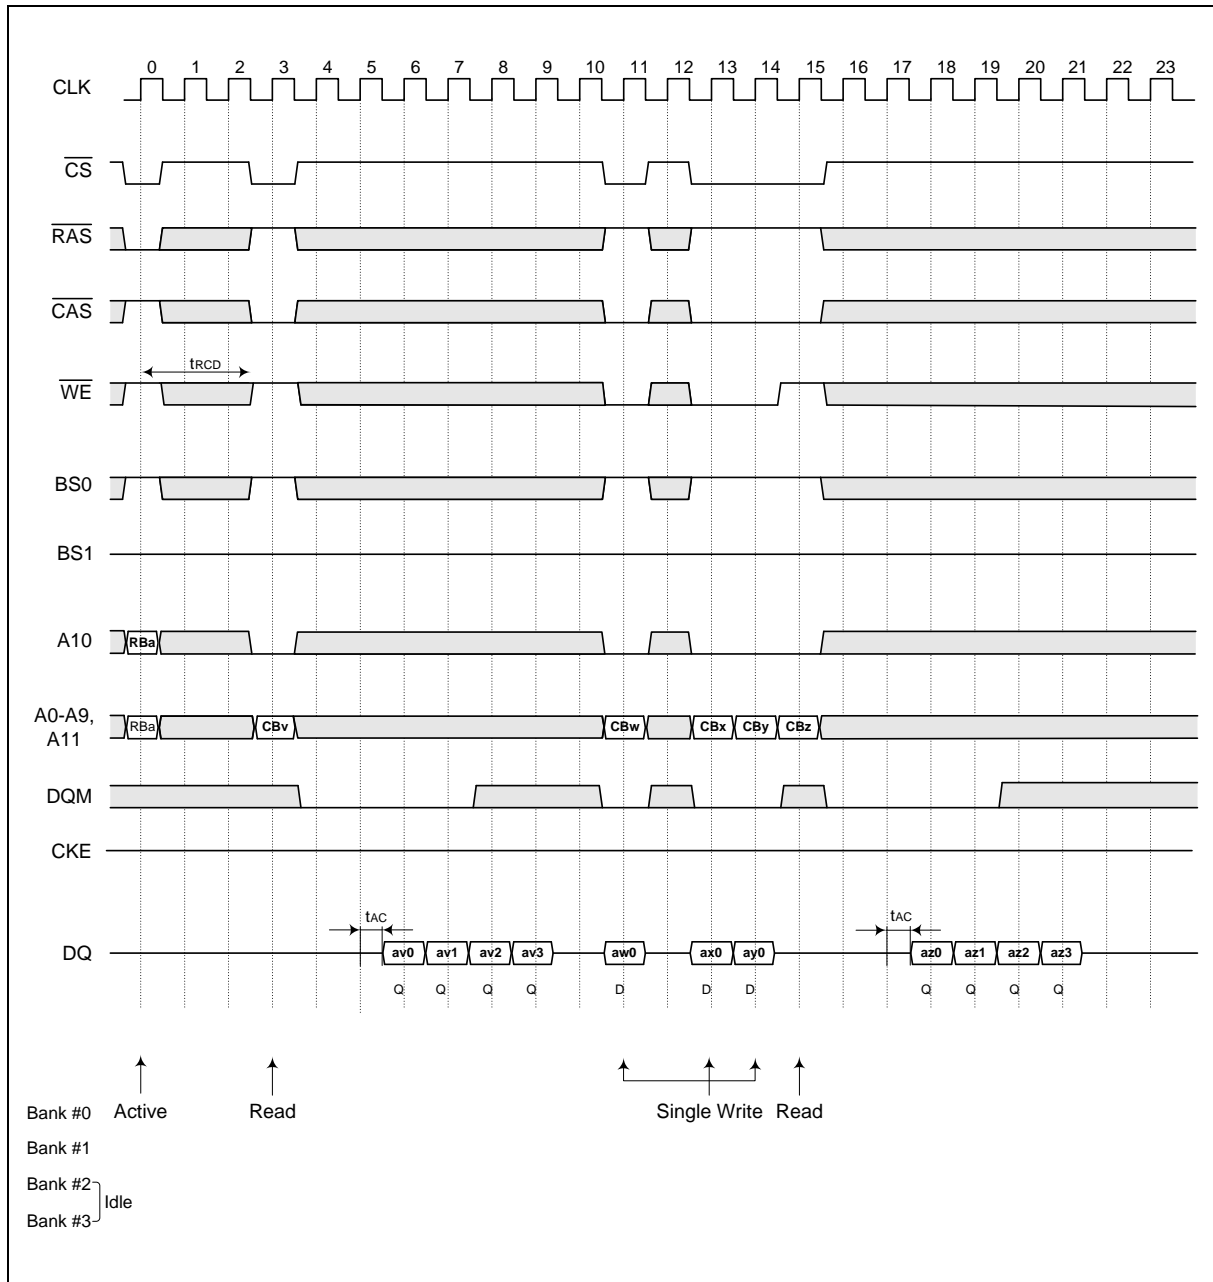 0 1 2 3 4 5 6 7 8 9 10 11 12 13 14 15 16 17 18 19 20 21 22 23
CLK
CS
RAS
CAS
tRCD
WE
BS0
BS1
A10 RBa
A0-A9,
A11
RBa CBv CBw CBx CBy CBz
DQM
CKE
tAC tAC
DQ av0 av1 av2 av3 aw0 ax0 ay0 az0 az1 az2 az3
Q Q Q Q D D D Q Q Q Q
Bank #0 Active Read Single Write Read
Bank #1
Bank #2
Idle
Bank #3